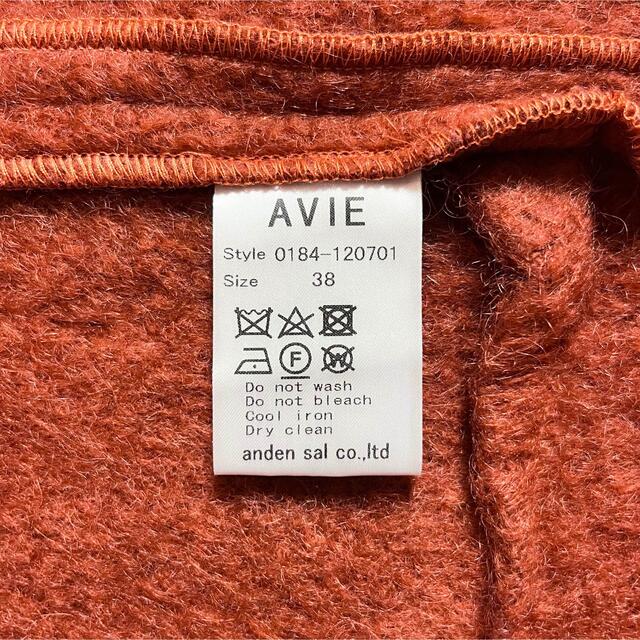 AVIE
Style 0184-120701
Size 38
F W
Do not wash
Do not bleach
Cool iron
Dry clean
anden sal co.,ltd